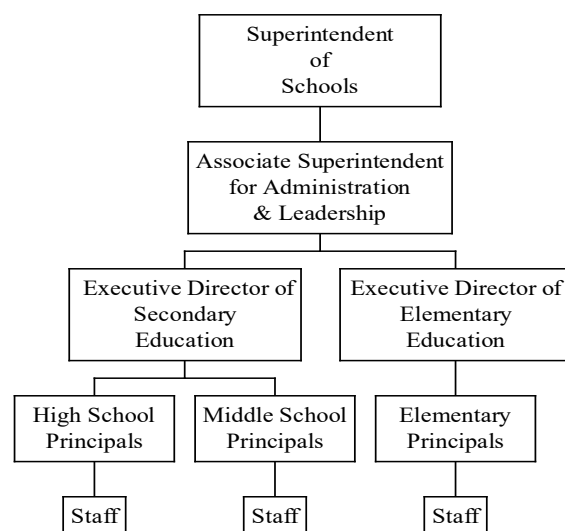 Superintendent
of
Schools
Associate Superintendent
for Administration
& Leadership
Executive Director of
Secondary
Education
Executive Director of
Elementary
Education
High School
Principals
Middle School
Principals
Elementary
Principals
Staff
Staff
Staff